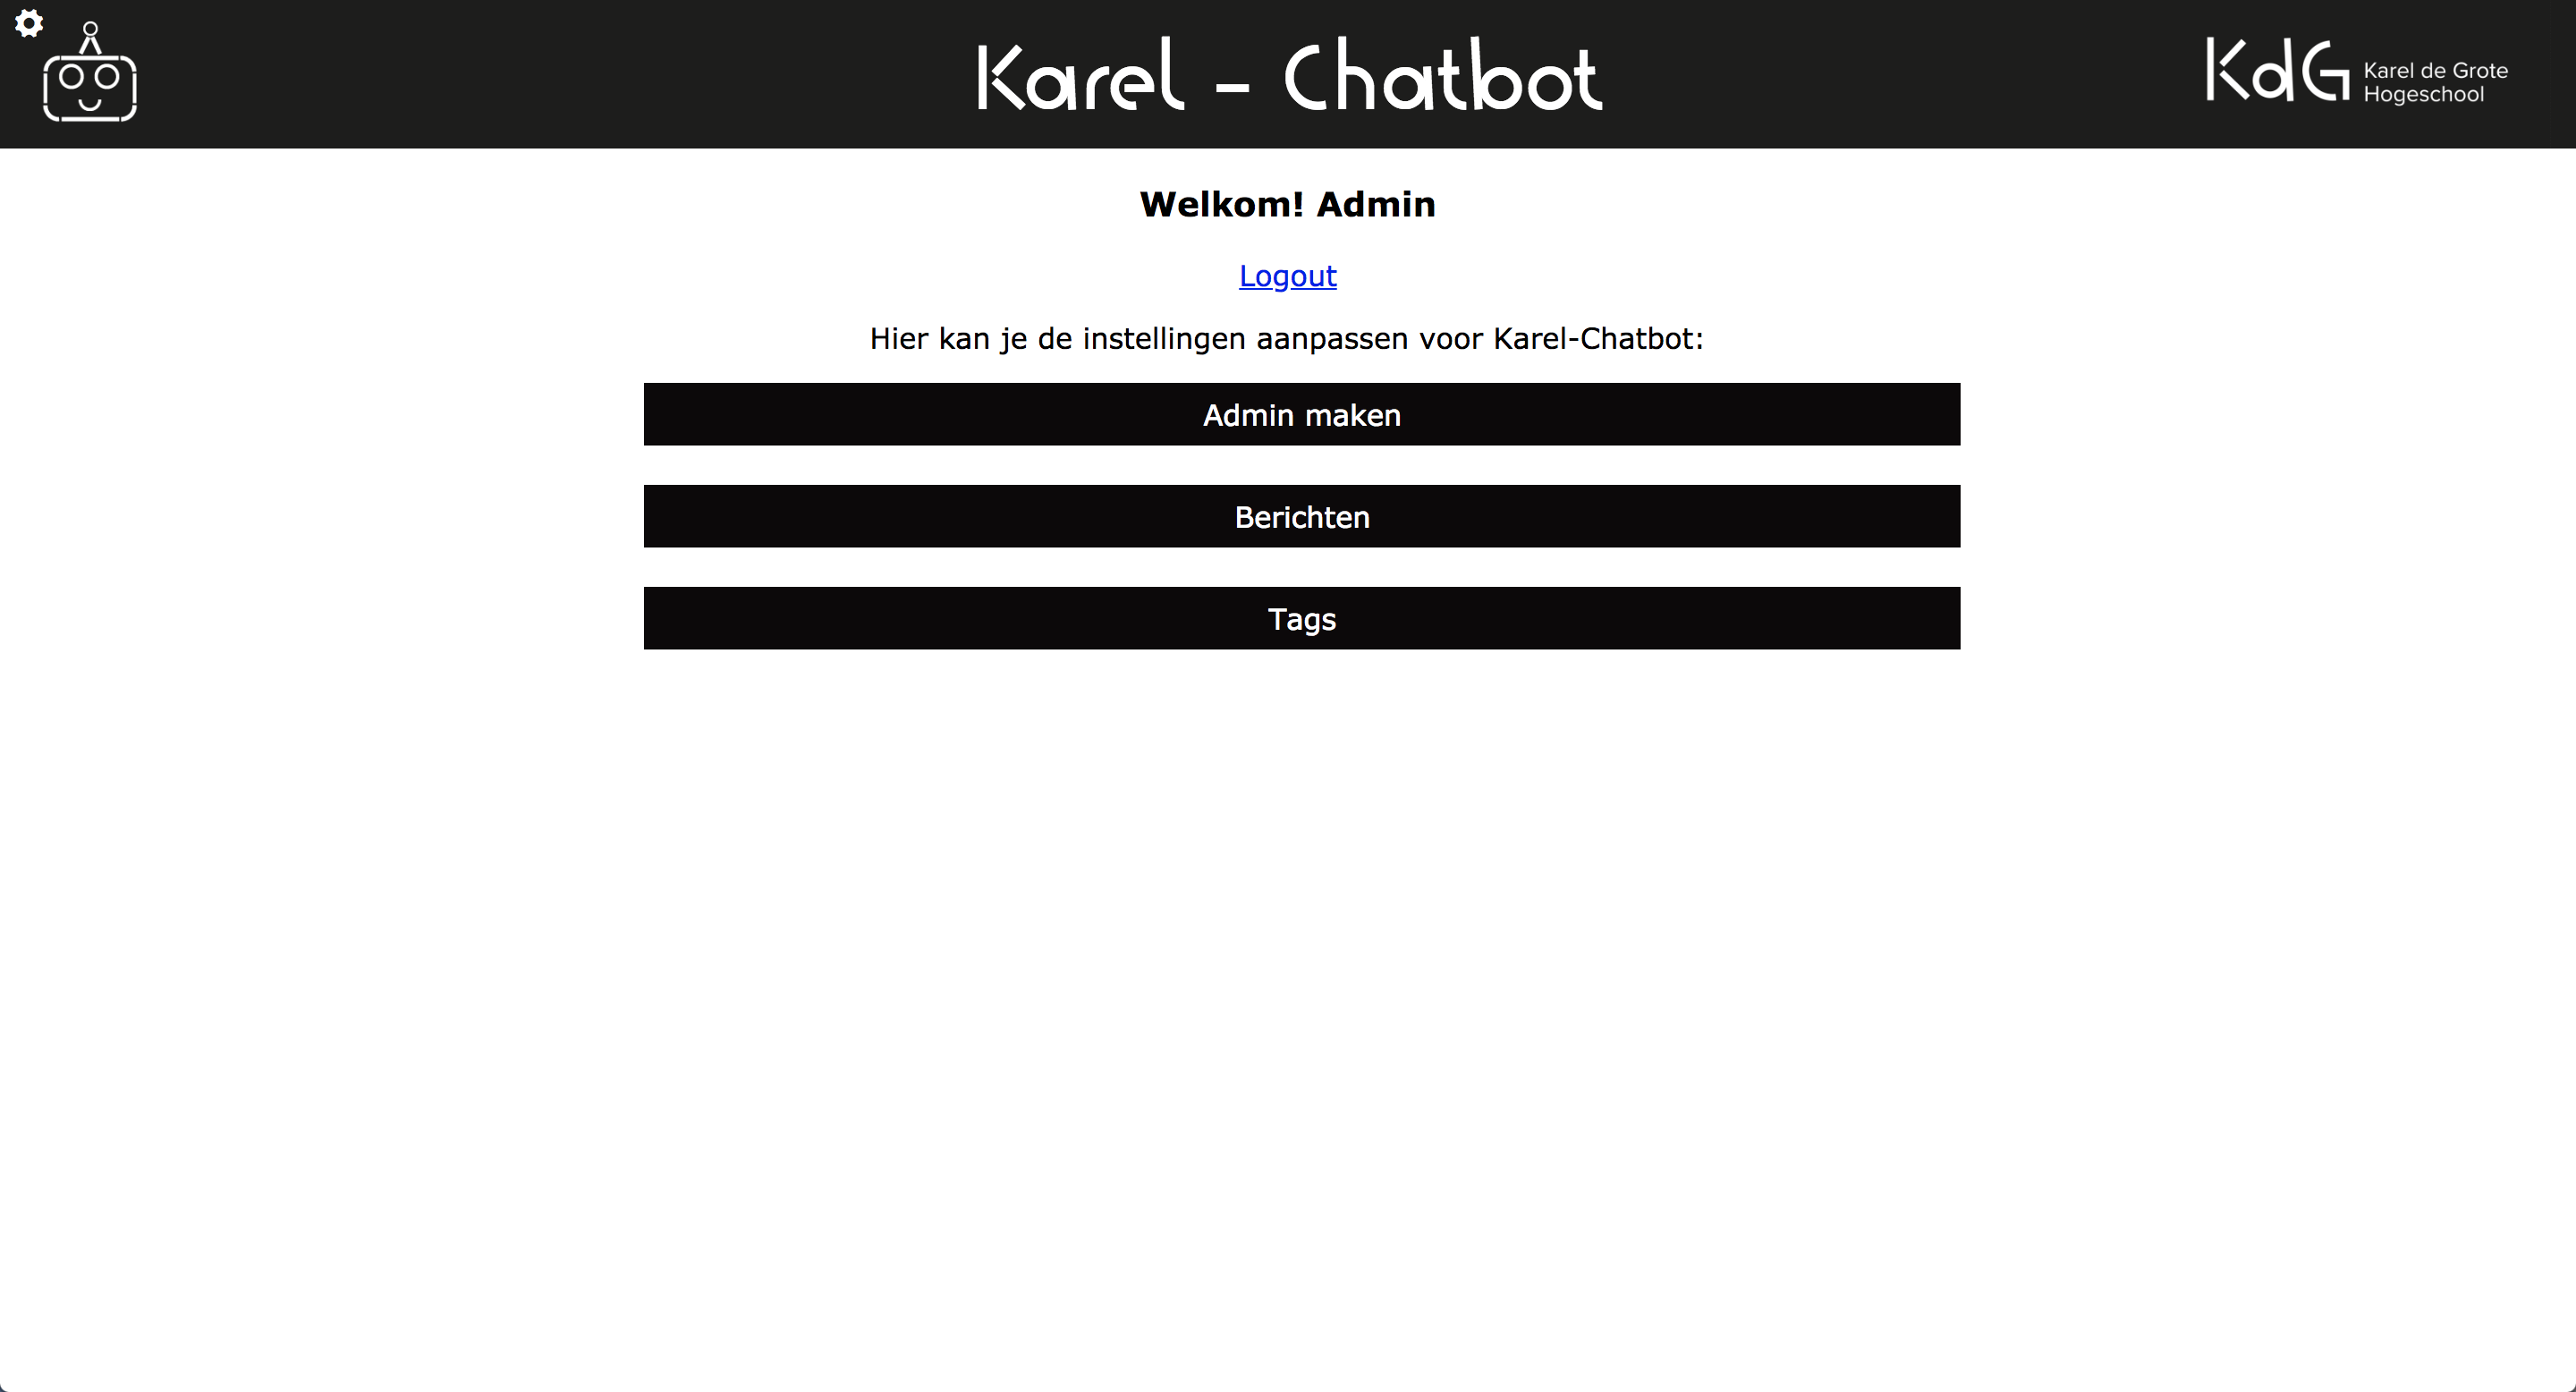 Karel - Chatbot
KdG Karel de Grote
Hogeschool
Welkom! Admin
Logout
Hier kan je de instellingen aanpassen voor Karel-Chatbot:
Admin maken
Berichten
Tags